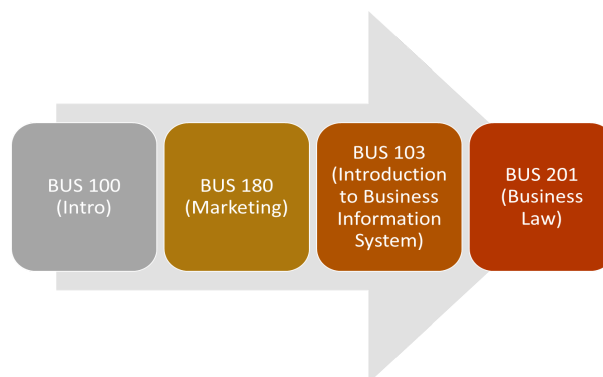 BUS 100
(Intro)
BUS 180
(Marketing)
BUS 103
(Introduction
to Business
Information
System)
BUS 201
(Business
Law)